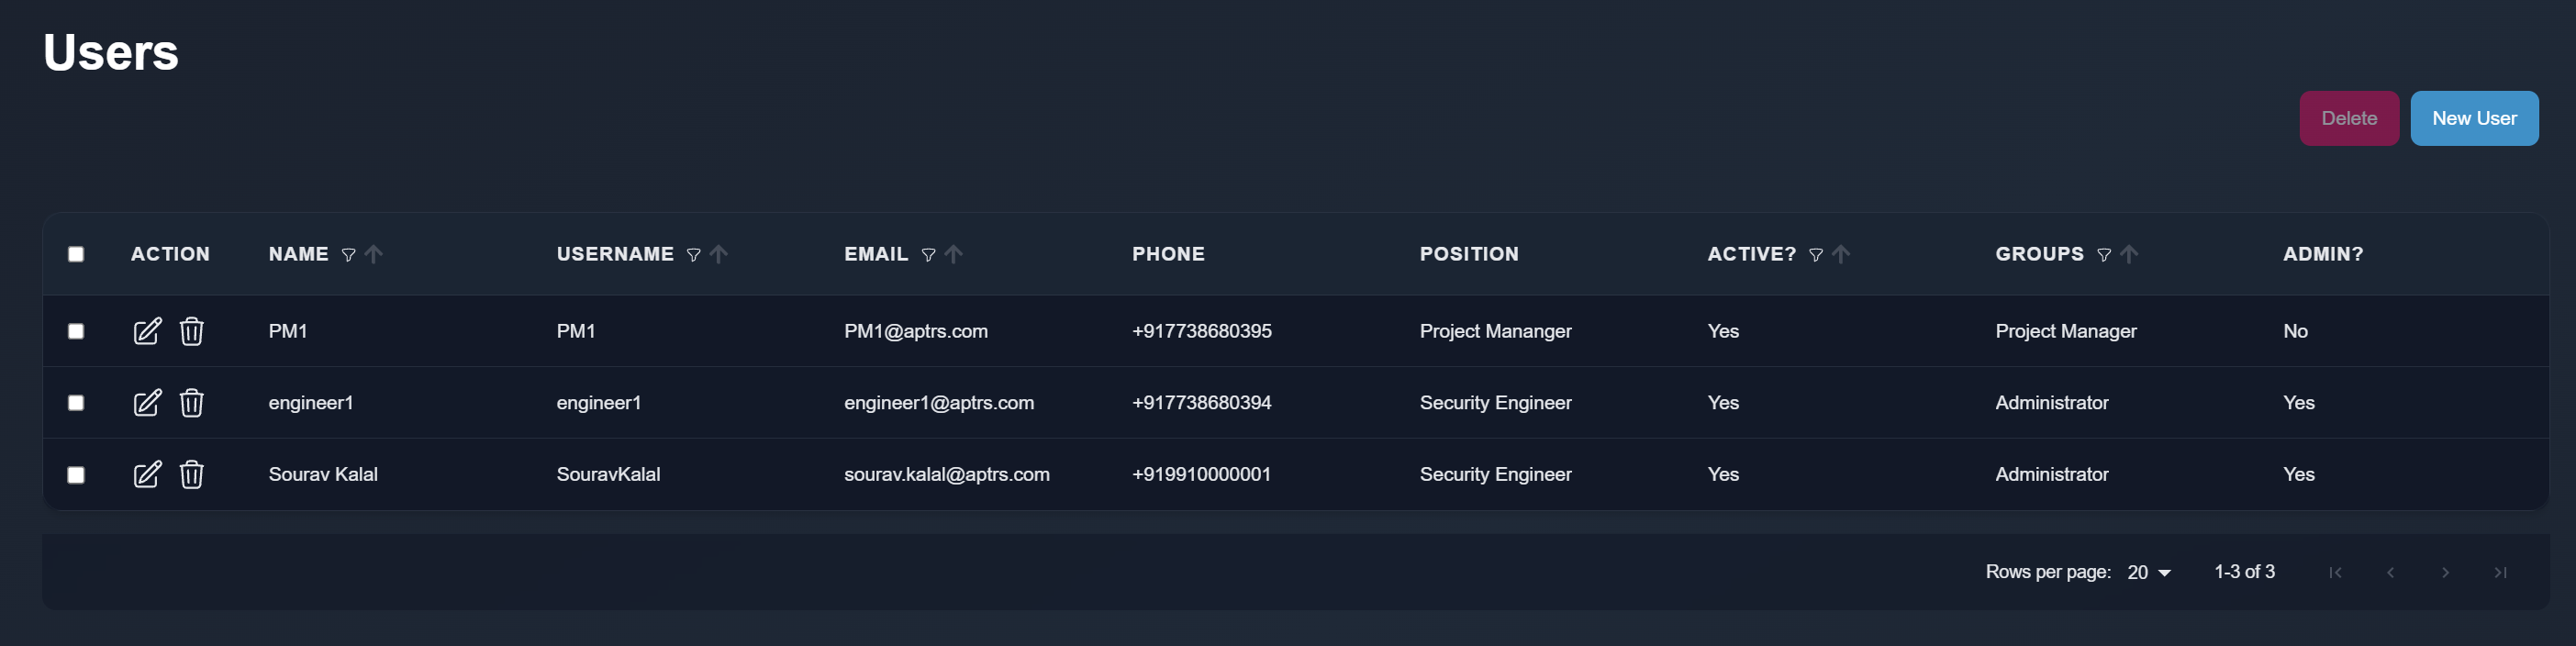 Users
Delete New User
ACTION NAME USERNAME EMAIL PHONE POSITION ACTIVE? GROUPS ADMIN?
PM1 PM1 PM1@aptrs.com +917738680395 Project Mananger Yes Project Manager No
engineer1 engineer1 engineer1@aptrs.com +917738680394 Security Engineer Yes Administrator Yes
Sourav Kalal SouravKalal sourav.kalal@aptrs.com +919910000001 Security Engineer Yes Administrator Yes
Rows per page: 20 1-3 of 3